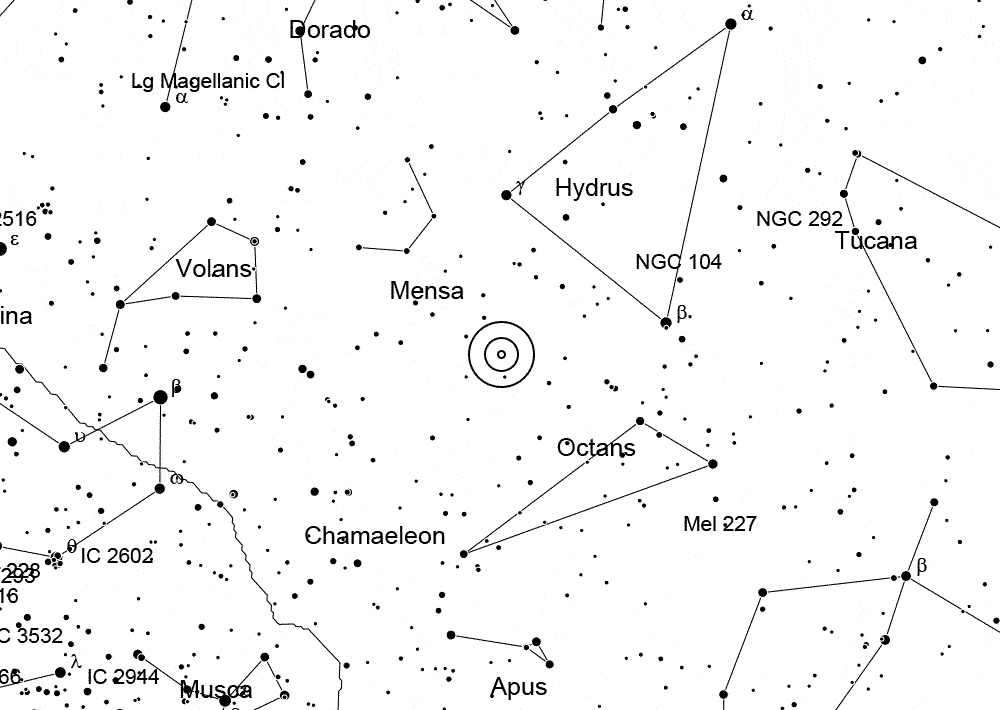 Dorado
α
Lg Magellanic Cl
α
γ
Hydrus
2516
ε
NGC 292
Tucana
Volans
NGC 104
Mensa
ina
β
β
υ
Octans
ω
Mel 227
Chamaeleon
θ
IC 2602
228
293
β
16
C 3532
λ
66
IC 2944
Musca
α
Apus